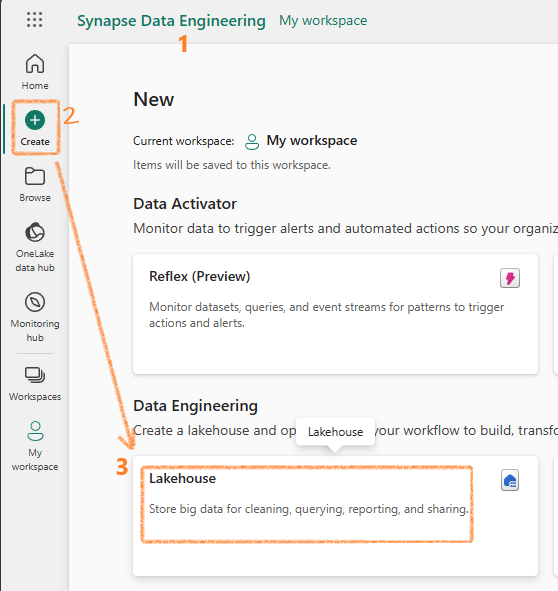 Synapse Data Engineering My workspace
1
Home
Create
2
Browse
OneLake
data hub
Monitoring
hub
Workspaces
My
workspace
New
Current workspace: My workspace
Items will be saved to this workspace.
Data Activator
Monitor data to trigger alerts and automated actions so your organiz
Reflex (Preview)
Monitor datasets, queries, and event streams for patterns to trigger
actions and alerts.
Data Engineering
Create a lakehouse and op your workflow to build, transfo
Lakehouse
3
Lakehouse
Store big data for cleaning, querying, reporting, and sharing.